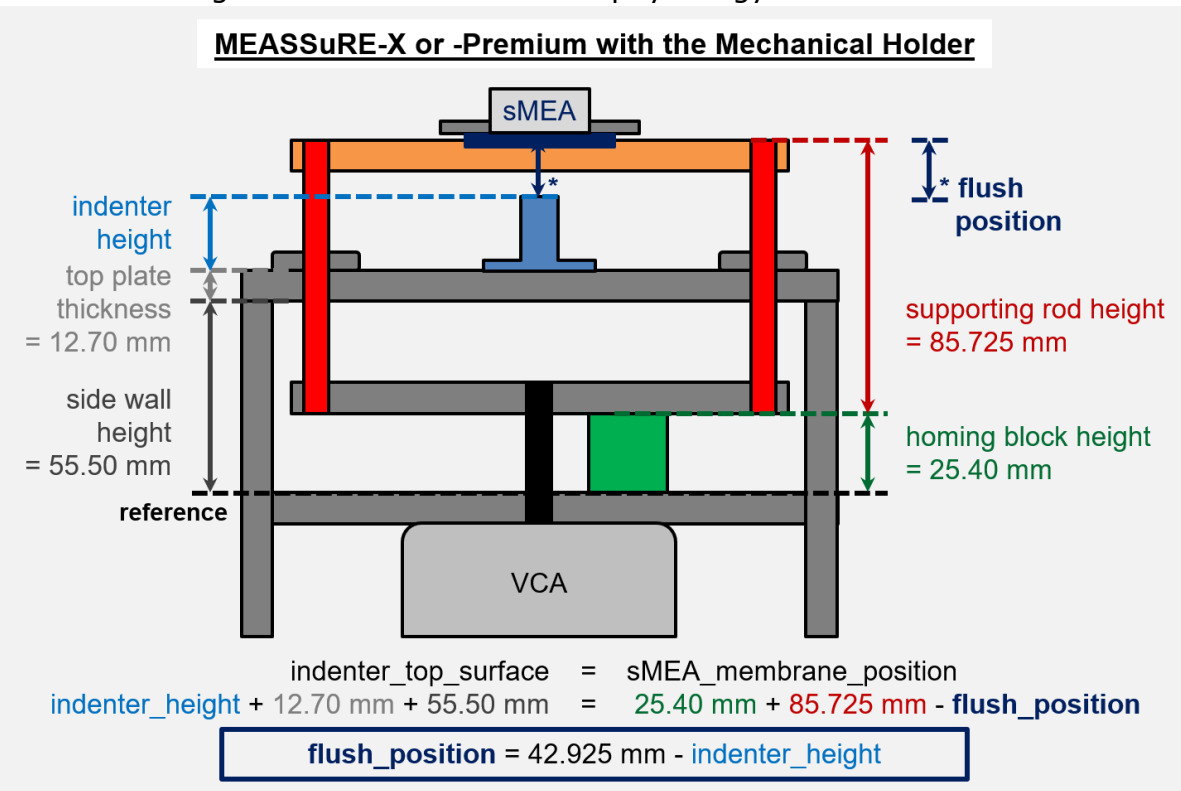 MEASSuRE-X or -Premium with the Mechanical Holder
sMEA
*
* flush
position
indenter
height
top plate
thickness
= 12.70 mm
supporting rod height
= 85.725 mm
side wall
height
= 55.50 mm
homing block height
= 25.40 mm
reference
VCA
indenter_top_surface = sMEA_membrane_position
indenter_height + 12.70 mm + 55.50 mm = 25.40 mm + 85.725 mm - flush_position
flush_position = 42.925 mm - indenter_height